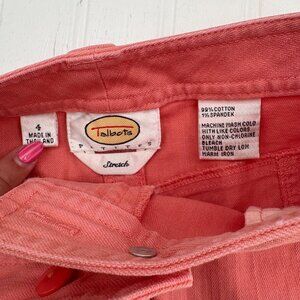 4
MADE IN
THAILAND
Talbots
PETITES
Stretch
99% COTTON
1% SPANDEX
MACHINE WASH COLD
WITH LIKE COLORS
ONLY NON-CHLORINE
BLEACH
TUMBLE DRY LOW
WARM IRON